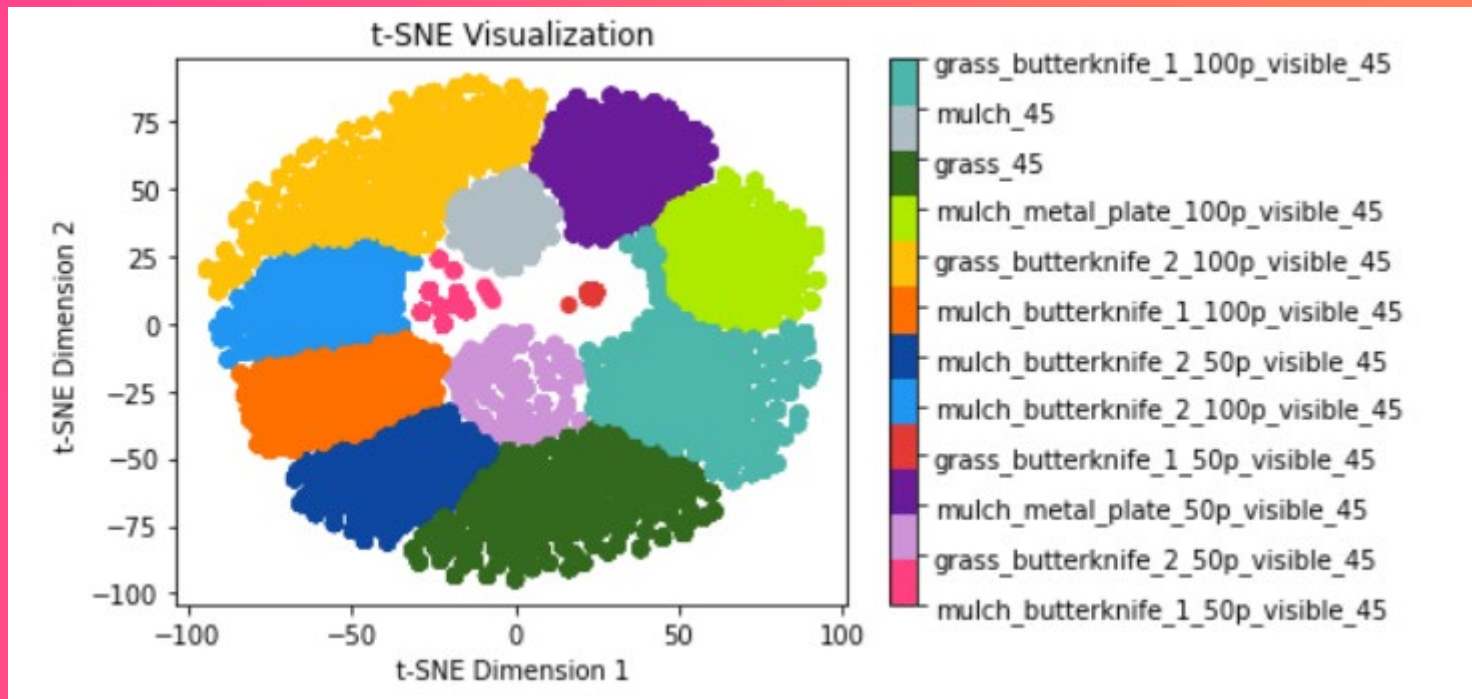 t-SNE Visualization
75
50
25
0
−25
−50
−75
−100
t-SNE Dimension 2
−100
−50
0
50
100
t-SNE Dimension 1
grass_butterknife_1_100p_visible_45
mulch_45
grass_45
mulch_metal_plate_100p_visible_45
grass_butterknife_2_100p_visible_45
mulch_butterknife_1_100p_visible_45
mulch_butterknife_2_50p_visible_45
mulch_butterknife_2_100p_visible_45
grass_butterknife_1_50p_visible_45
mulch_metal_plate_50p_visible_45
grass_butterknife_2_50p_visible_45
mulch_butterknife_1_50p_visible_45